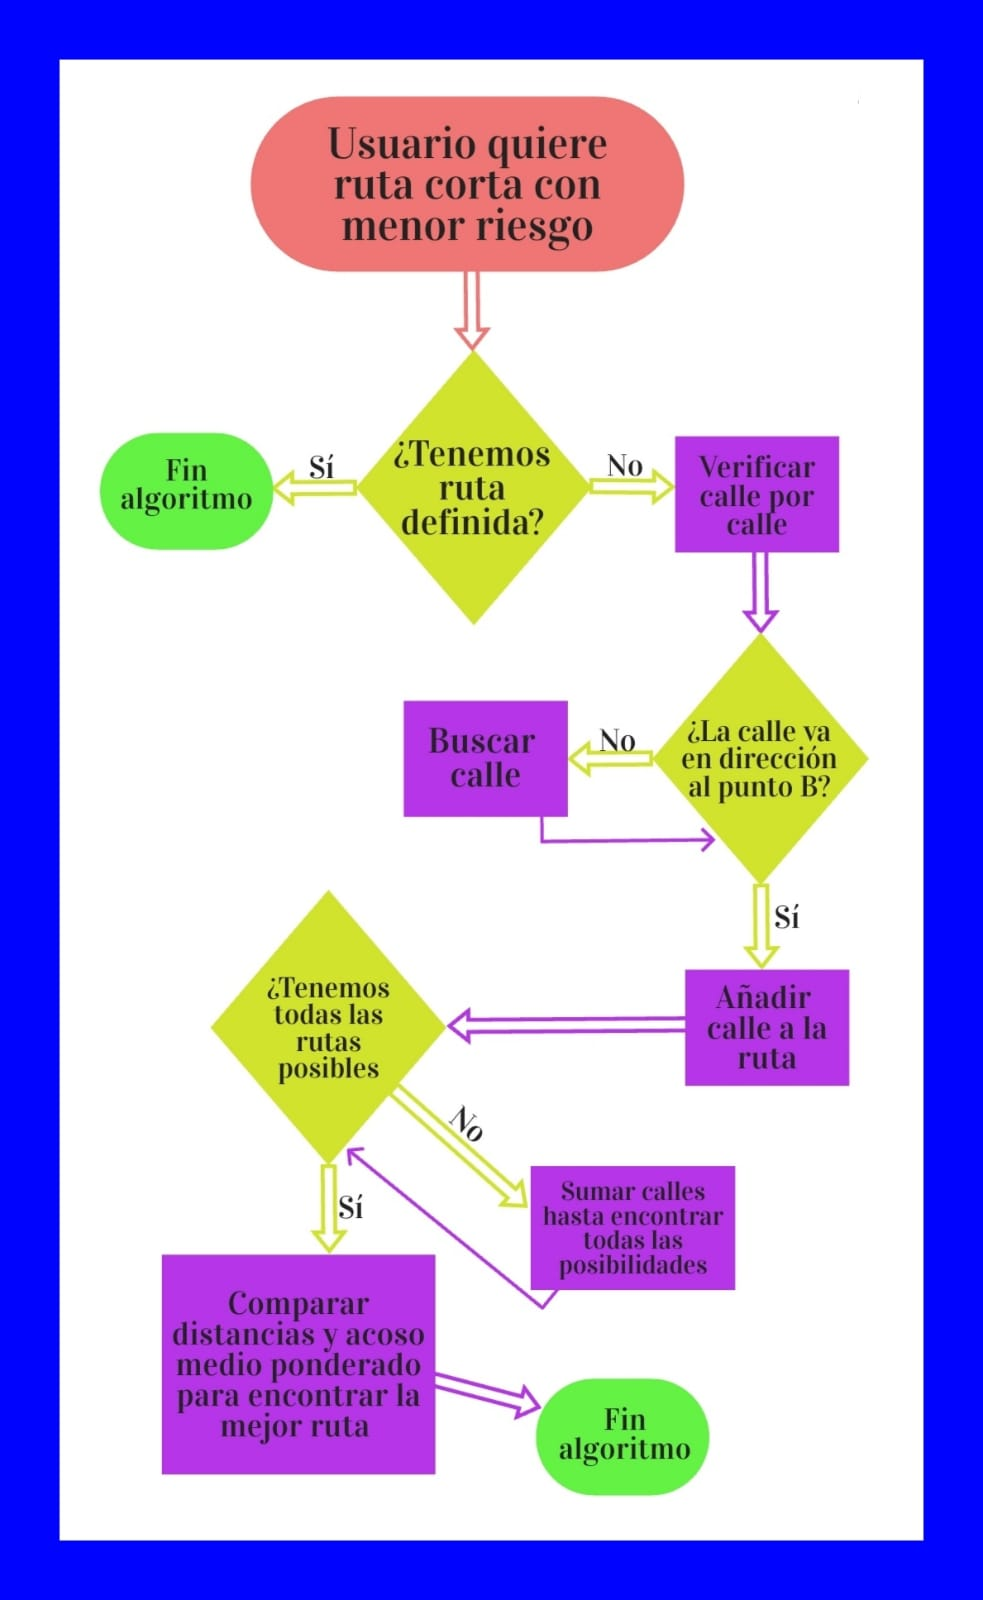 Usuario quiere
ruta corta con
menor riesgo
¿Tenemos
ruta
definida?
Sí
Fin
algoritmo
No
Verificar
calle por
calle
¿La calle va
en dirección
al punto B?
No
Buscar
calle
Sí
Añadir
calle a la
ruta
¿Tenemos
todas las
rutas
posibles
No
Sumar calles
hasta encontrar
todas las
posibilidades
Sí
Comparar
distancias y acoso
medio ponderado
para encontrar la
mejor ruta
Fin
algoritmo